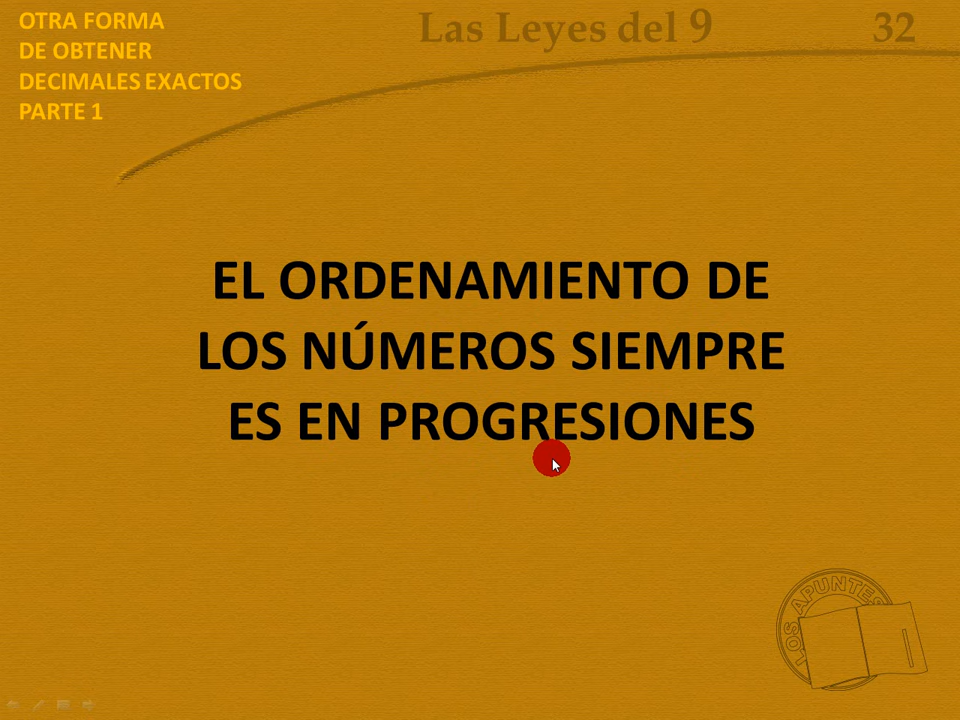 OTRA FORMA
DE OBTENER
DECIMALES EXACTOS
PARTE 1
Las Leyes del 9
32
EL ORDENAMIENTO DE
LOS NÚMEROS SIEMPRE
ES EN PROGRESIONES
LOS APUNTES